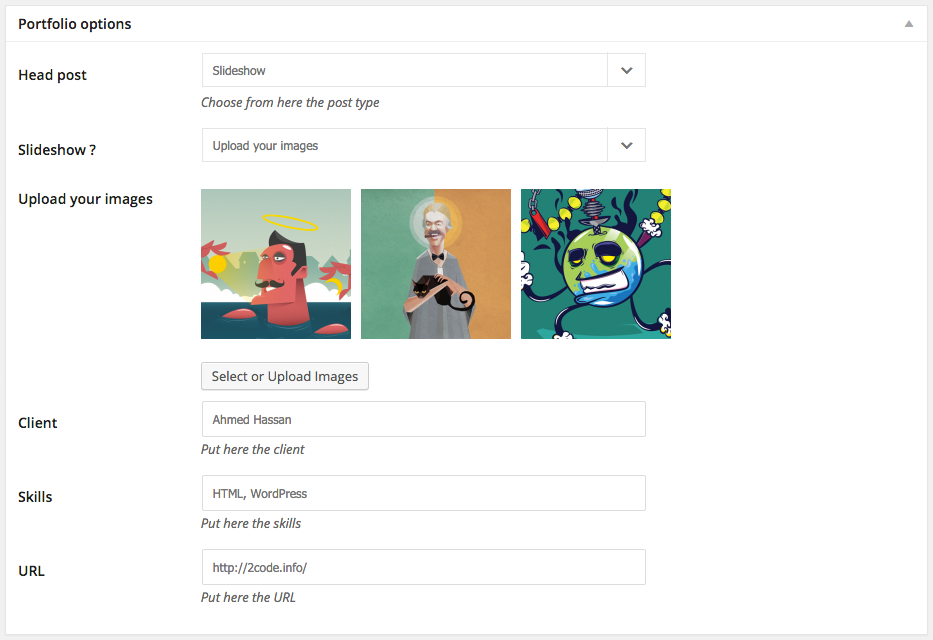 Portfolio options
Head post
Slideshow
Choose from here the post type
Slideshow ?
Upload your images
Upload your images
Select or Upload Images
Client
Ahmed Hassan
Put here the client
Skills
HTML, WordPress
Put here the skills
URL
http://2code.info/
Put here the URL